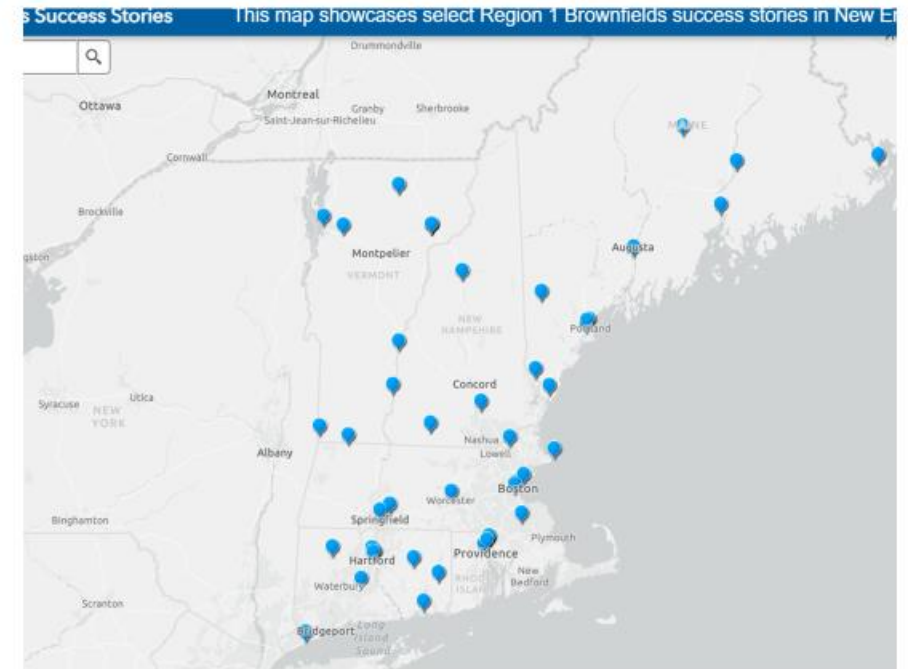 s Success Stories This map showcases select Region 1 Brownfields success stories in New Er
Drummondville
Montreal
Ottawa
Granby Sherbrooke
Saint-Jean-sur-Richelieu
MAINE
Cornwall
Brockville
Augusta
Montpelier
gston
VERMONT
NEW
HAMPSHIRE
Portland
Concord
Utica
Syracuse
NEW
YORK
Nashua
Albany
Lowell
Boston
Worcester
Binghamton
Springfield
Plymouth
Providence
Hartford
New
Bedford
RHODE
ISLAND
Waterbury
Scranton
Long
Island
Sound
Bridgeport